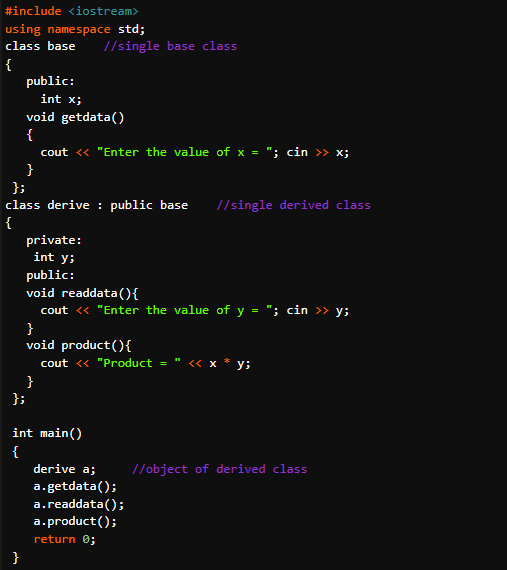 #include <iostream>
using namespace std;
class base    //single base class
{
   public:
     int x;
   void getdata()
   {
     cout << "Enter the value of x = "; cin >> x;
   }
 };
class derive : public base    //single derived class
{
   private:
    int y;
   public:
   void readdata(){
     cout << "Enter the value of y = "; cin >> y;
   }
   void product(){
     cout << "Product = " << x * y;
   }
 };

 int main()
 {
    derive a;     //object of derived class
    a.getdata();
    a.readdata();
    a.product();
    return 0;
 }